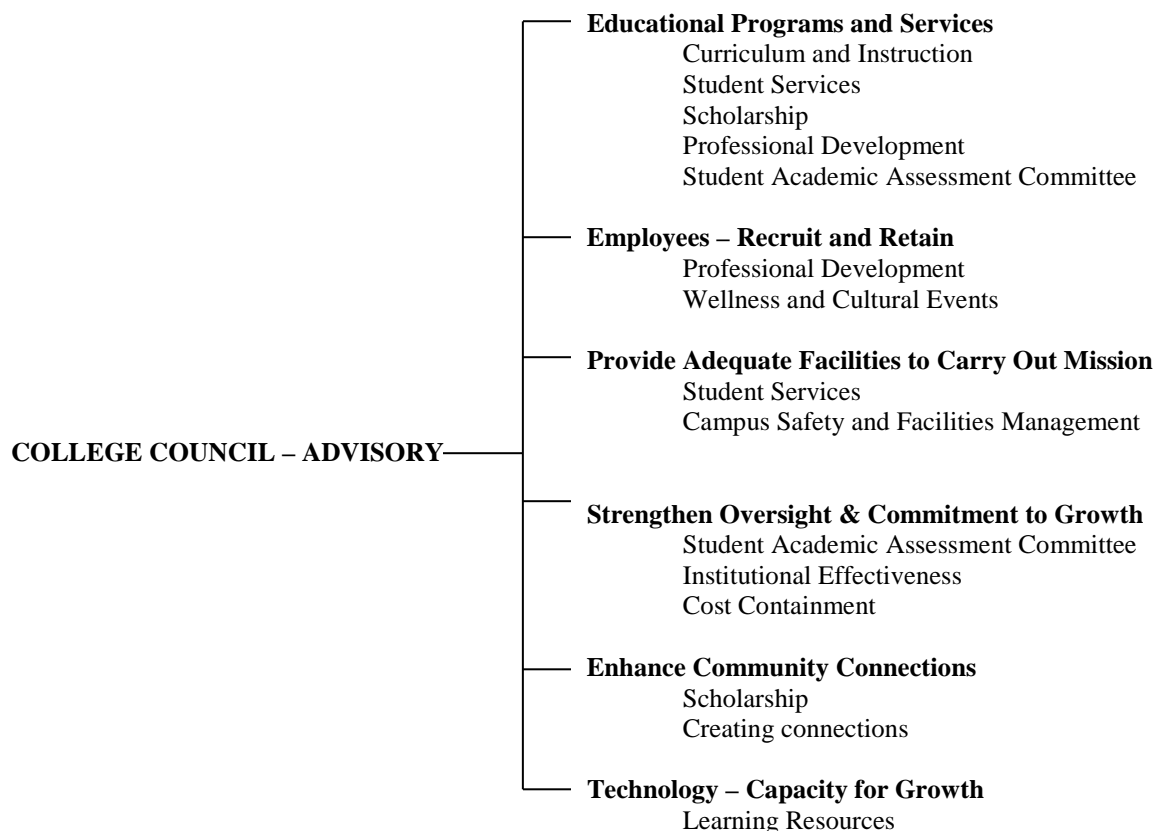 Educational Programs and Services
Curriculum and Instruction
Student Services
Scholarship
Professional Development
Student Academic Assessment Committee
Employees – Recruit and Retain
Professional Development
Wellness and Cultural Events
Provide Adequate Facilities to Carry Out Mission
Student Services
Campus Safety and Facilities Management
COLLEGE COUNCIL – ADVISORY
Strengthen Oversight & Commitment to Growth
Student Academic Assessment Committee
Institutional Effectiveness
Cost Containment
Enhance Community Connections
Scholarship
Creating connections
Technology – Capacity for Growth
Learning Resources